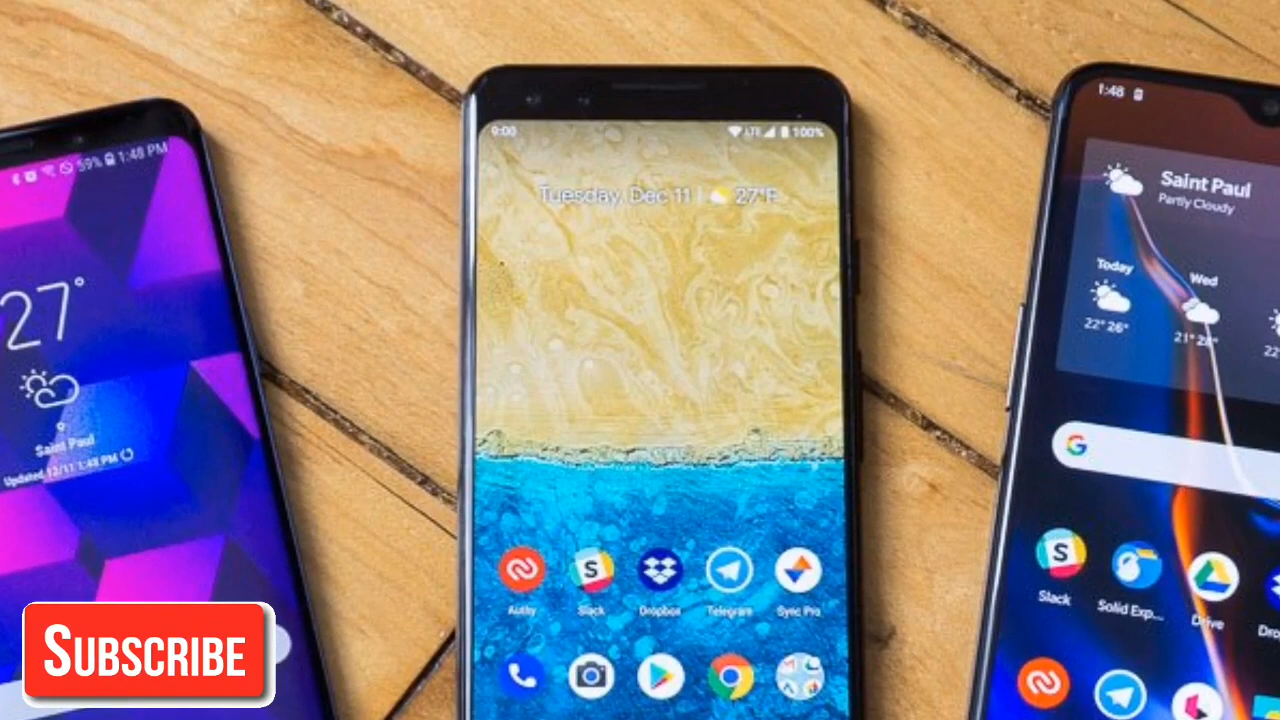 59% 1:48 PM
27°
Saint Paul
Updated 12/11 1:48 PM
9:00
LTE
100%
Tuesday, Dec 11 | 27°F
Authy Slack Dropbox Telegram Sync Pro
1:48
Saint Paul
Partly Cloudy
Today Wed
22° 26° 21° 28° 22
Slack Solid Exp... Drive Dro
SUBSCRIBE